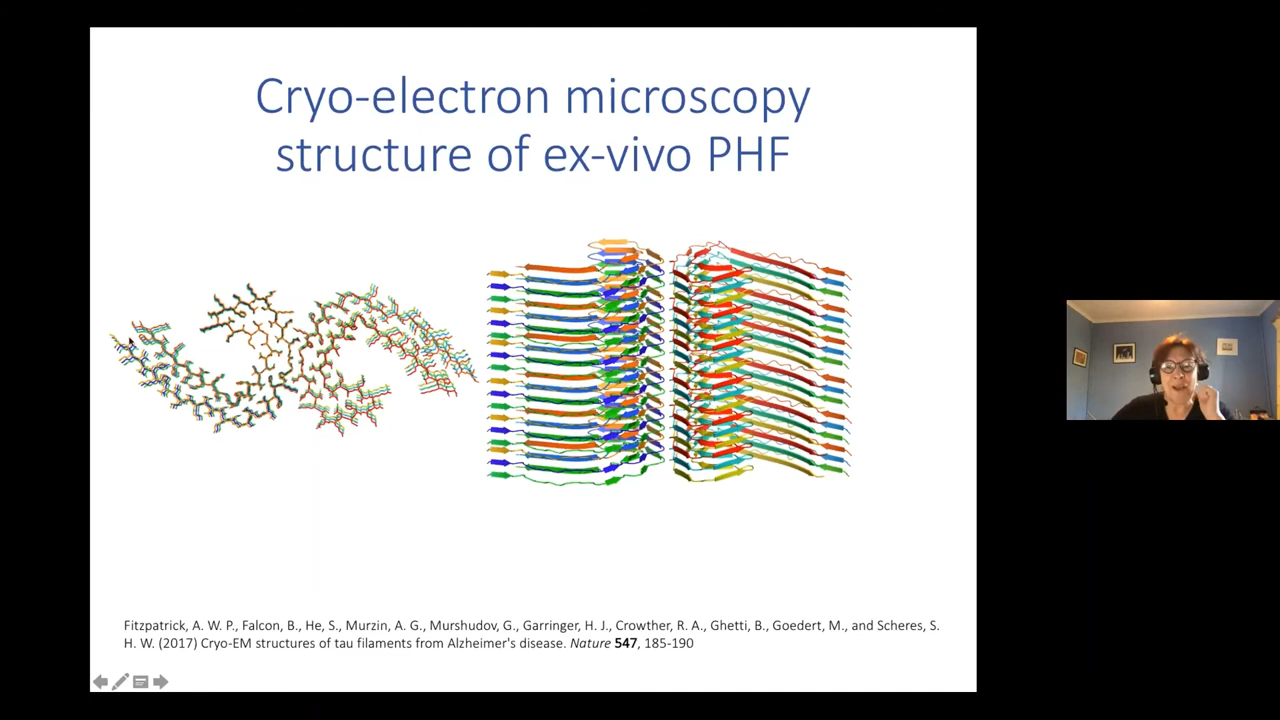 Cryo-electron microscopy
structure of ex-vivo PHF
Fitzpatrick, A. W. P., Falcon, B., He, S., Murzin, A. G., Murshudov, G., Garringer, H. J., Crowther, R. A., Ghetti, B., Goedert, M., and Scheres, S.
H. W. (2017) Cryo-EM structures of tau filaments from Alzheimer's disease. Nature 547, 185-190